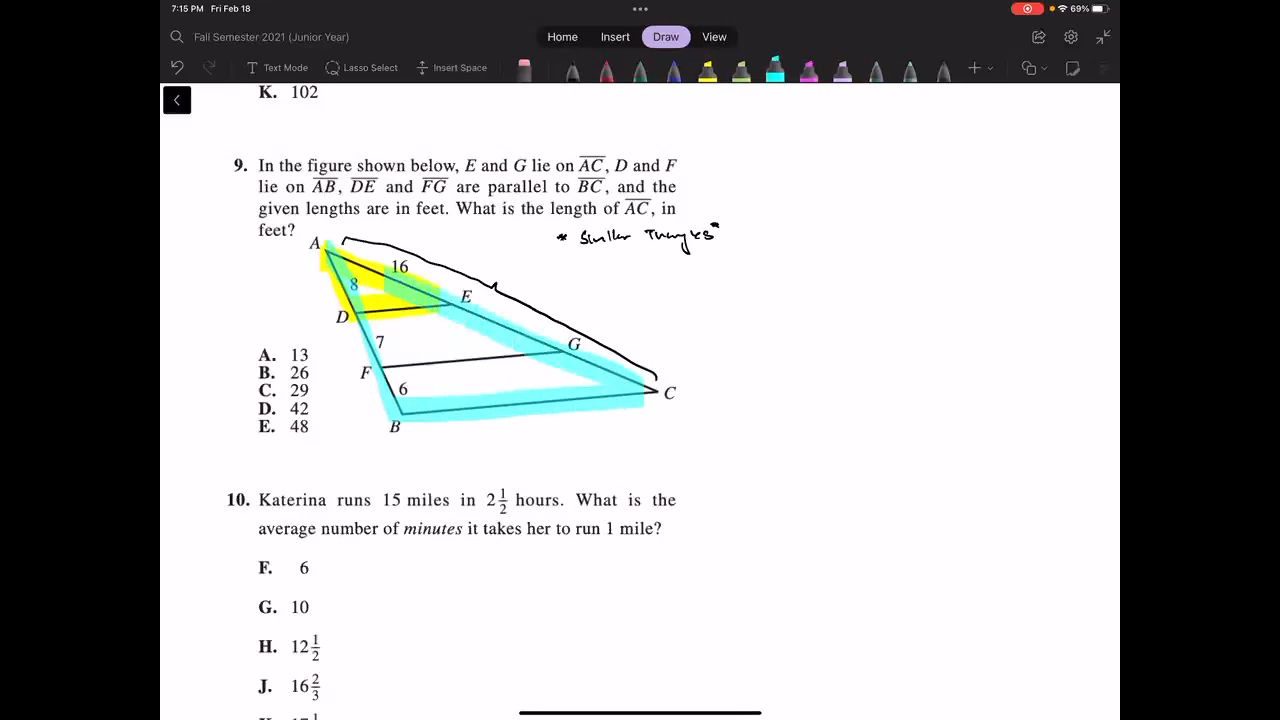 7:15 PM Fri Feb 18
69%
Fall Semester 2021 (Junior Year)
Home Insert Draw View
Text Mode Lasso Select Insert Space
K. 102
9. In the figure shown below, E and G lie on AC, D and F
lie on AB, DE and FG are parallel to BC, and the
given lengths are in feet. What is the length of AC, in
feet?
* Similar
A
16
8
E
D
7
G
A. 13
F
B. 26
6
C. 29
C
D. 42
E. 48
B
10. Katerina runs 15 miles in 2 1/2 hours. What is the
average number of minutes it takes her to run 1 mile?
F. 6
G. 10
H. 12 1/2
J. 16 2/3